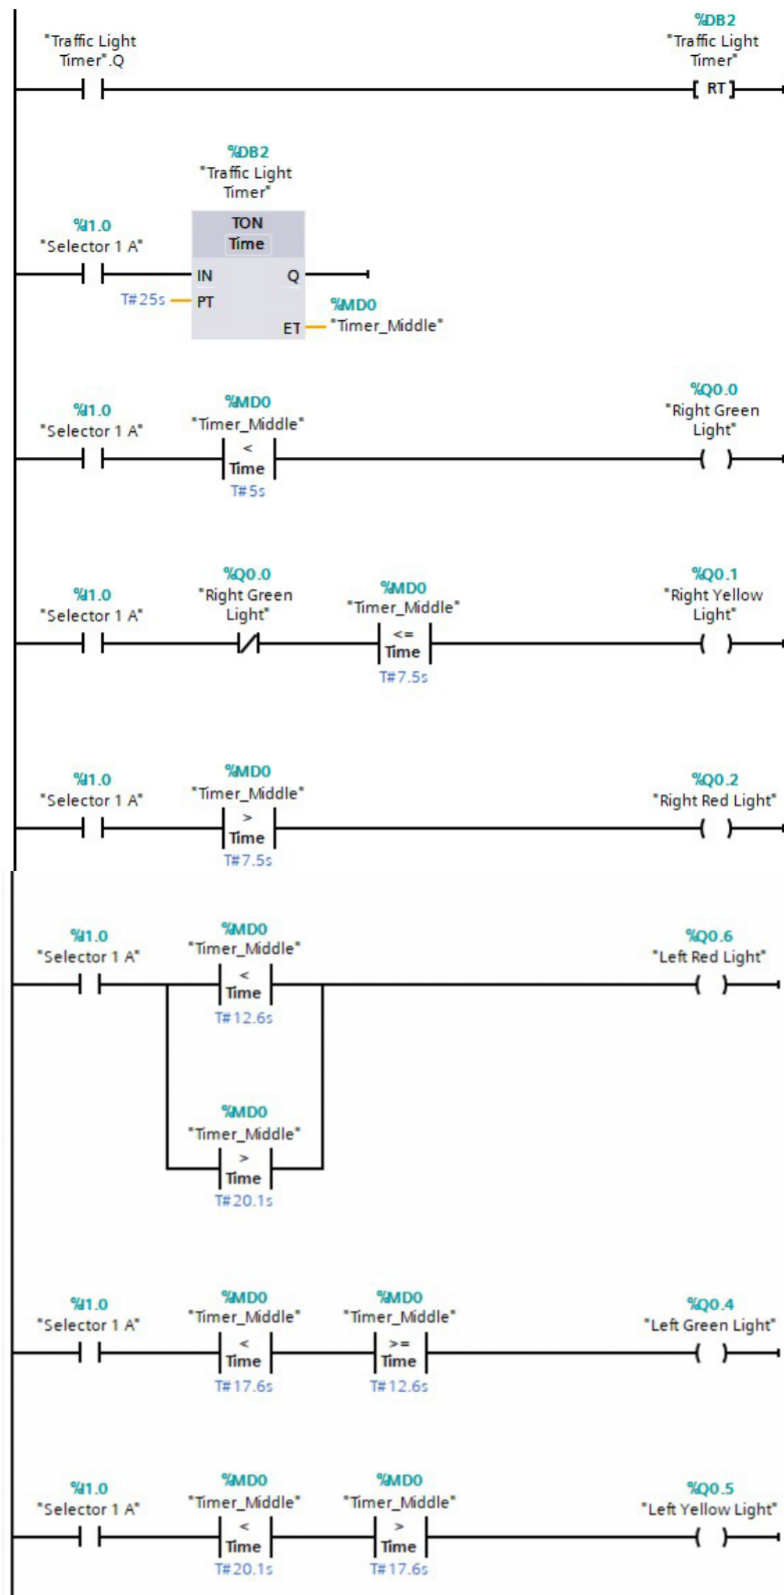 "Traffic Light
Timer".Q
%DB2
"Traffic Light
Timer"
RT
%DB2
"Traffic Light
Timer"
%I1.0
"Selector 1 A"
TON
Time
IN
Q
T#25s
PT
%MD0
ET
"Timer_Middle"
%I1.0
"Selector 1 A"
%MD0
"Timer_Middle"
<
Time
T#5s
%Q0.0
"Right Green
Light"
%I1.0
"Selector 1 A"
%Q0.0
"Right Green
Light"
%MD0
"Timer_Middle"
<=
Time
T#7.5s
%Q0.1
"Right Yellow
Light"
%I1.0
"Selector 1 A"
%MD0
"Timer_Middle"
>
Time
T#7.5s
%Q0.2
"Right Red Light"
%I1.0
"Selector 1 A"
%MD0
"Timer_Middle"
<
Time
T#12.6s
%Q0.6
"Left Red Light"
%MD0
"Timer_Middle"
>
Time
T#20.1s
%I1.0
"Selector 1 A"
%MD0
"Timer_Middle"
<
Time
T#17.6s
%MD0
"Timer_Middle"
>=
Time
T#12.6s
%Q0.4
"Left Green Light"
%I1.0
"Selector 1 A"
%MD0
"Timer_Middle"
<
Time
T#20.1s
%MD0
"Timer_Middle"
>
Time
T#17.6s
%Q0.5
"Left Yellow Light"